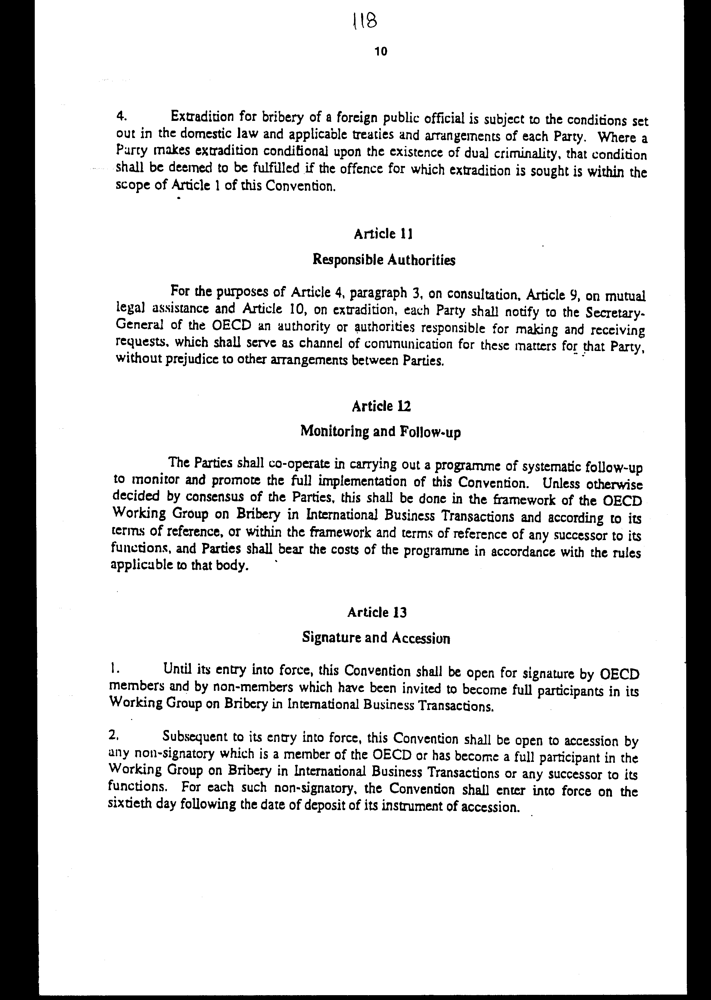 118
10
4. Extradition for bribery of a foreign public official is subject to the conditions set
out in the domestic law and applicable treaties and arrangements of each Party. Where a
Party makes extradition conditional upon the existence of dual criminality, that condition
shall be deemed to be fulfilled if the offence for which extradition is sought is within the
scope of Article 1 of this Convention.
Article 11
Responsible Authorities
For the purposes of Article 4, paragraph 3, on consultation, Article 9, on mutual
legal assistance and Article 10, on extradition, each Party shall notify to the Secretary-
General of the OECD an authority or authorities responsible for making and receiving
requests, which shall serve as channel of communication for these matters for that Party,
without prejudice to other arrangements between Parties.
Article 12
Monitoring and Follow-up
The Parties shall co-operate in carrying out a programme of systematic follow-up
to monitor and promote the full implementation of this Convention. Unless otherwise
decided by consensus of the Parties, this shall be done in the framework of the OECD
Working Group on Bribery in International Business Transactions and according to its
terms of reference, or within the framework and terms of reference of any successor to its
functions, and Parties shall bear the costs of the programme in accordance with the rules
applicable to that body.
Article 13
Signature and Accession
1. Until its entry into force, this Convention shall be open for signature by OECD
members and by non-members which have been invited to become full participants in its
Working Group on Bribery in International Business Transactions.
2. Subsequent to its entry into force, this Convention shall be open to accession by
any non-signatory which is a member of the OECD or has become a full participant in the
Working Group on Bribery in International Business Transactions or any successor to its
functions. For each such non-signatory, the Convention shall enter into force on the
sixtieth day following the date of deposit of its instrument of accession.